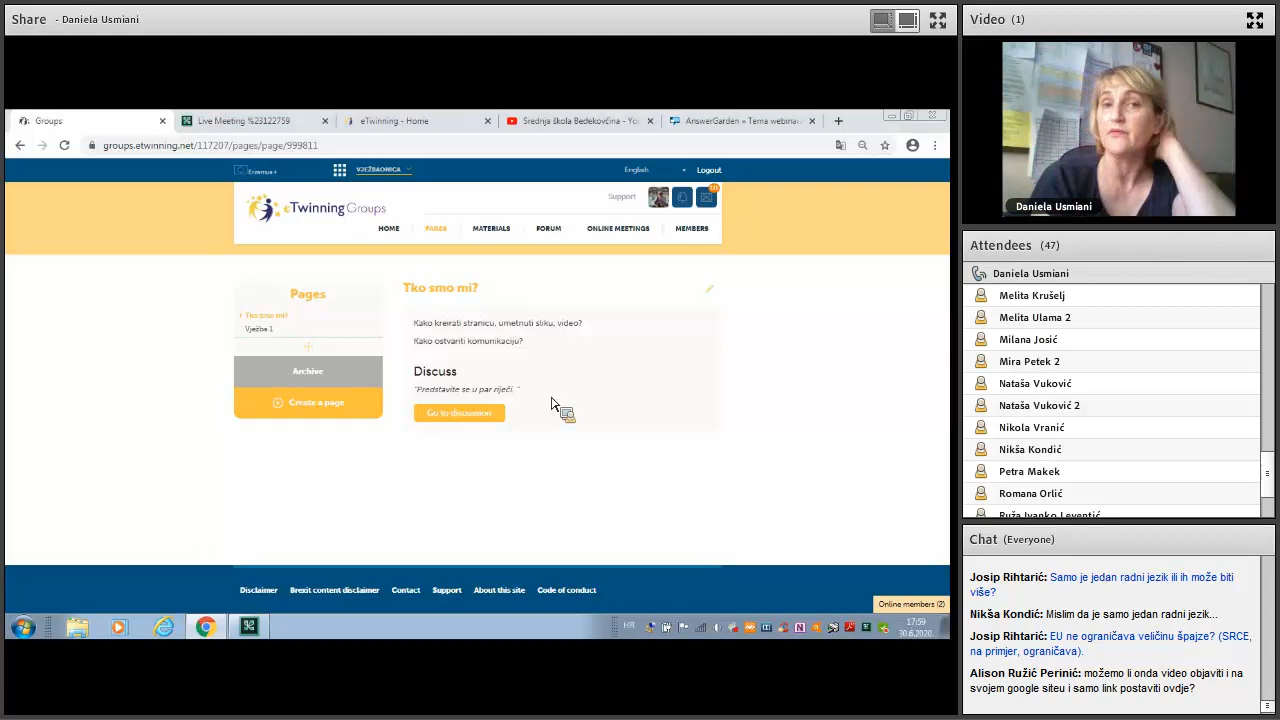 Share - Daniela Usmiani
Groups
Live Meeting %23122759
eTwinning - Home
Srednja škola Bedekovčina - Yo
AnswerGarden » Tema webinar
groups.etwinning.net/117207/pages/page/999811
Erasmus+
VJEŽBAONICA
English
Logout
eTwinning Groups
Support
HOME
PAGES
MATERIALS
FORUM
ONLINE MEETINGS
MEMBERS
Pages
Tko smo mi?
Vježba 1
Archive
Create a page
Tko smo mi?
Kako kreirati stranicu, umetnuti sliku, video?
Kako ostvariti komunikaciju?
Discuss
"Predstavite se u par riječi. "
Go to discussion
Disclaimer
Brexit content disclaimer
Contact
Support
About this site
Code of conduct
Online members (2)
HR
17:59
30.6.2020.
Video (1)
Daniela Usmiani
Attendees (47)
Daniela Usmiani
Melita Krušelj
Melita Ulama 2
Milana Josić
Mira Petek 2
Nataša Vuković
Nataša Vuković 2
Nikola Vranić
Nikša Kondić
Petra Makek
Romana Orlić
Ruža Ivanko Leventić
Chat (Everyone)
Josip Rihtarić: Samo je jedan radni jezik ili ih može biti
više?
Nikša Kondić: Mislim da je samo jedan radni jezik...
Josip Rihtarić: EU ne ograničava veličinu špajze? (SRCE,
na primjer, ograničava).
Alison Ružić Perinić: možemo li onda video objaviti i na
svojem google siteu i samo link postaviti ovdje?